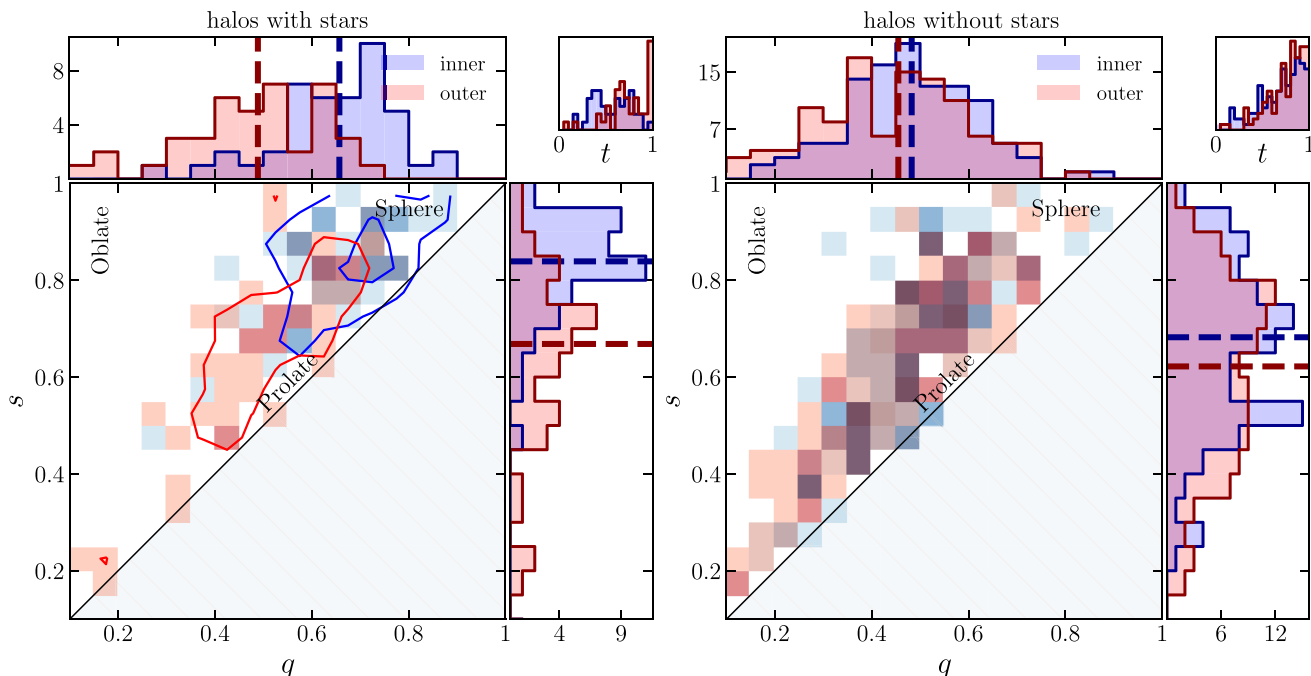 halos with stars
halos without stars
8
4
1
inner
outer
t
1
15
7
1
inner
outer
0
t
1
1
0.8
0.6
0.4
0.2
s
Oblate
Sphere
Prolate
0.2
0.4
0.6
0.8
1
q
4
9
1
0.8
0.6
0.4
0.2
s
Oblate
Sphere
Prolate
0.2
0.4
0.6
0.8
1
q
6
12